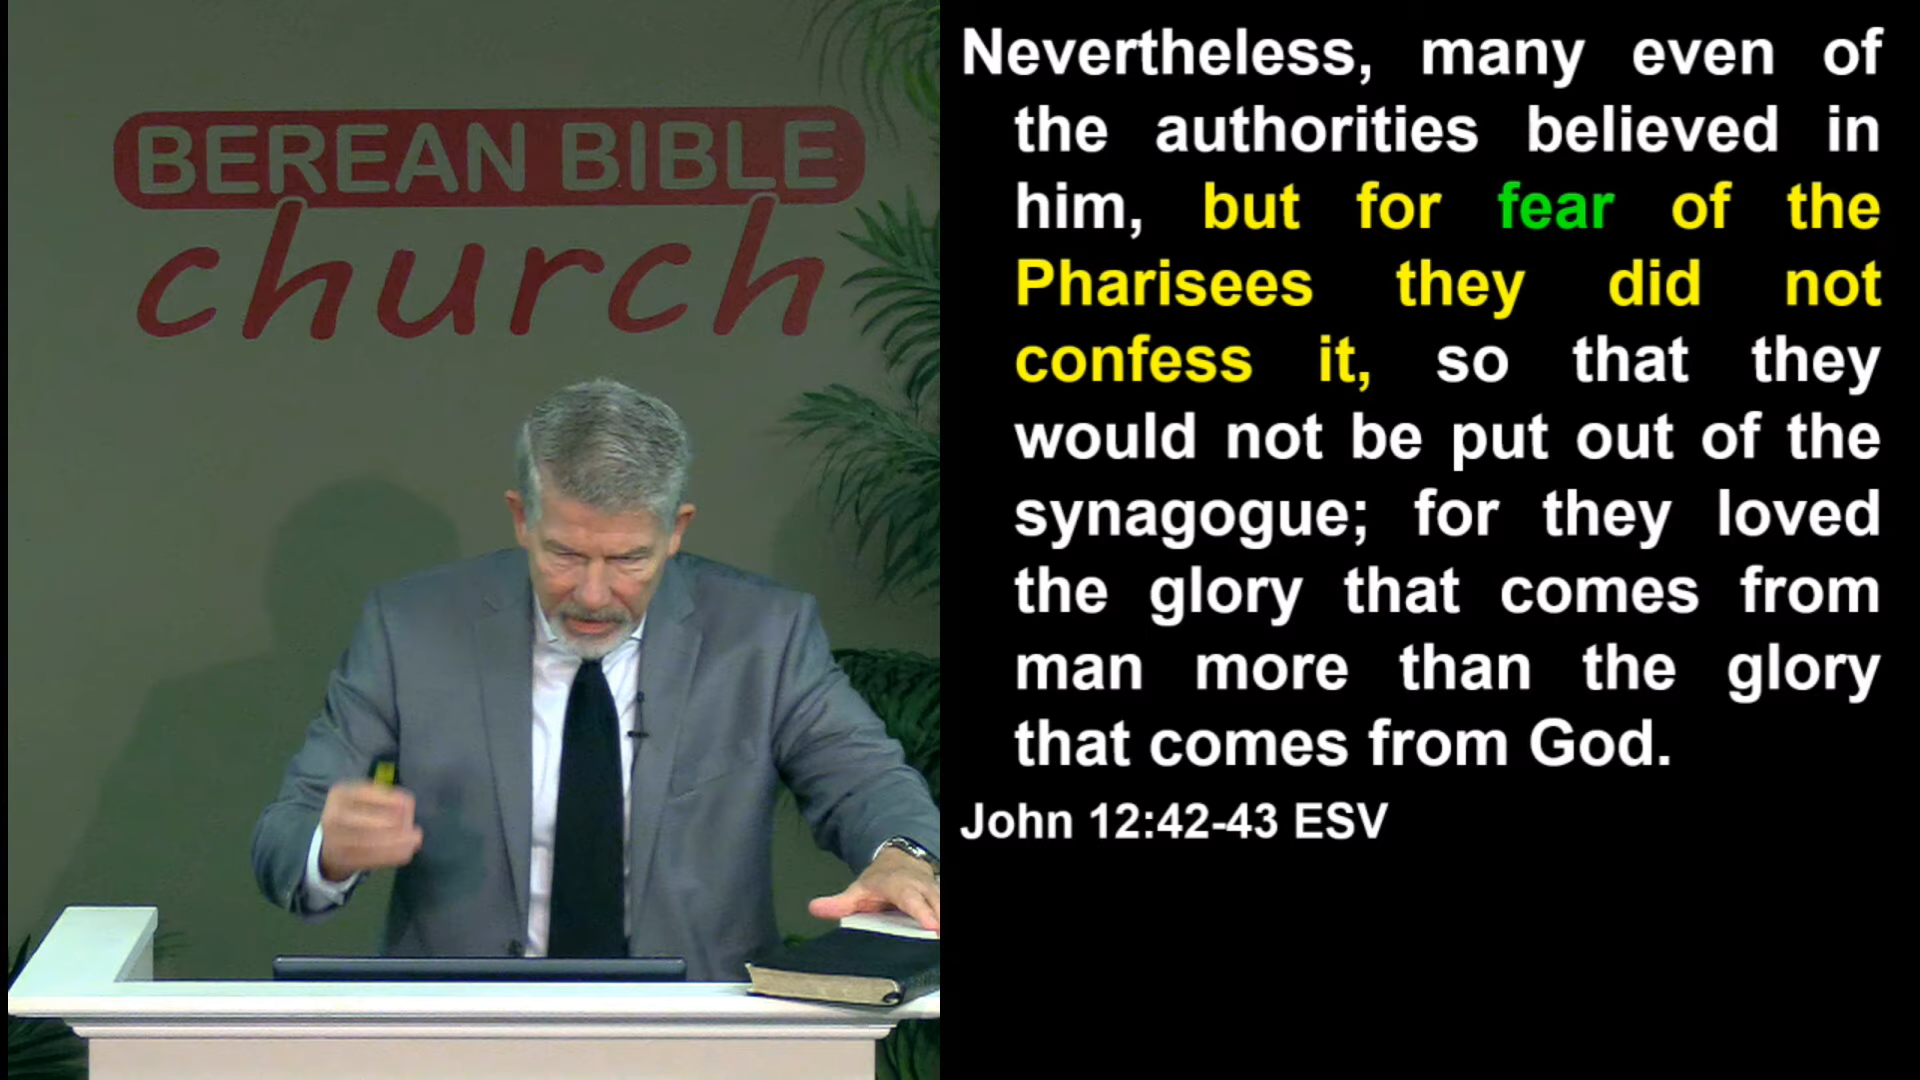 BEREAN BIBLE
church
Nevertheless, many even of
the authorities believed in
him, but for fear of the
Pharisees they did not
confess it, so that they
would not be put out of the
synagogue; for they loved
the glory that comes from
man more than the glory
that comes from God.
John 12:42-43 ESV